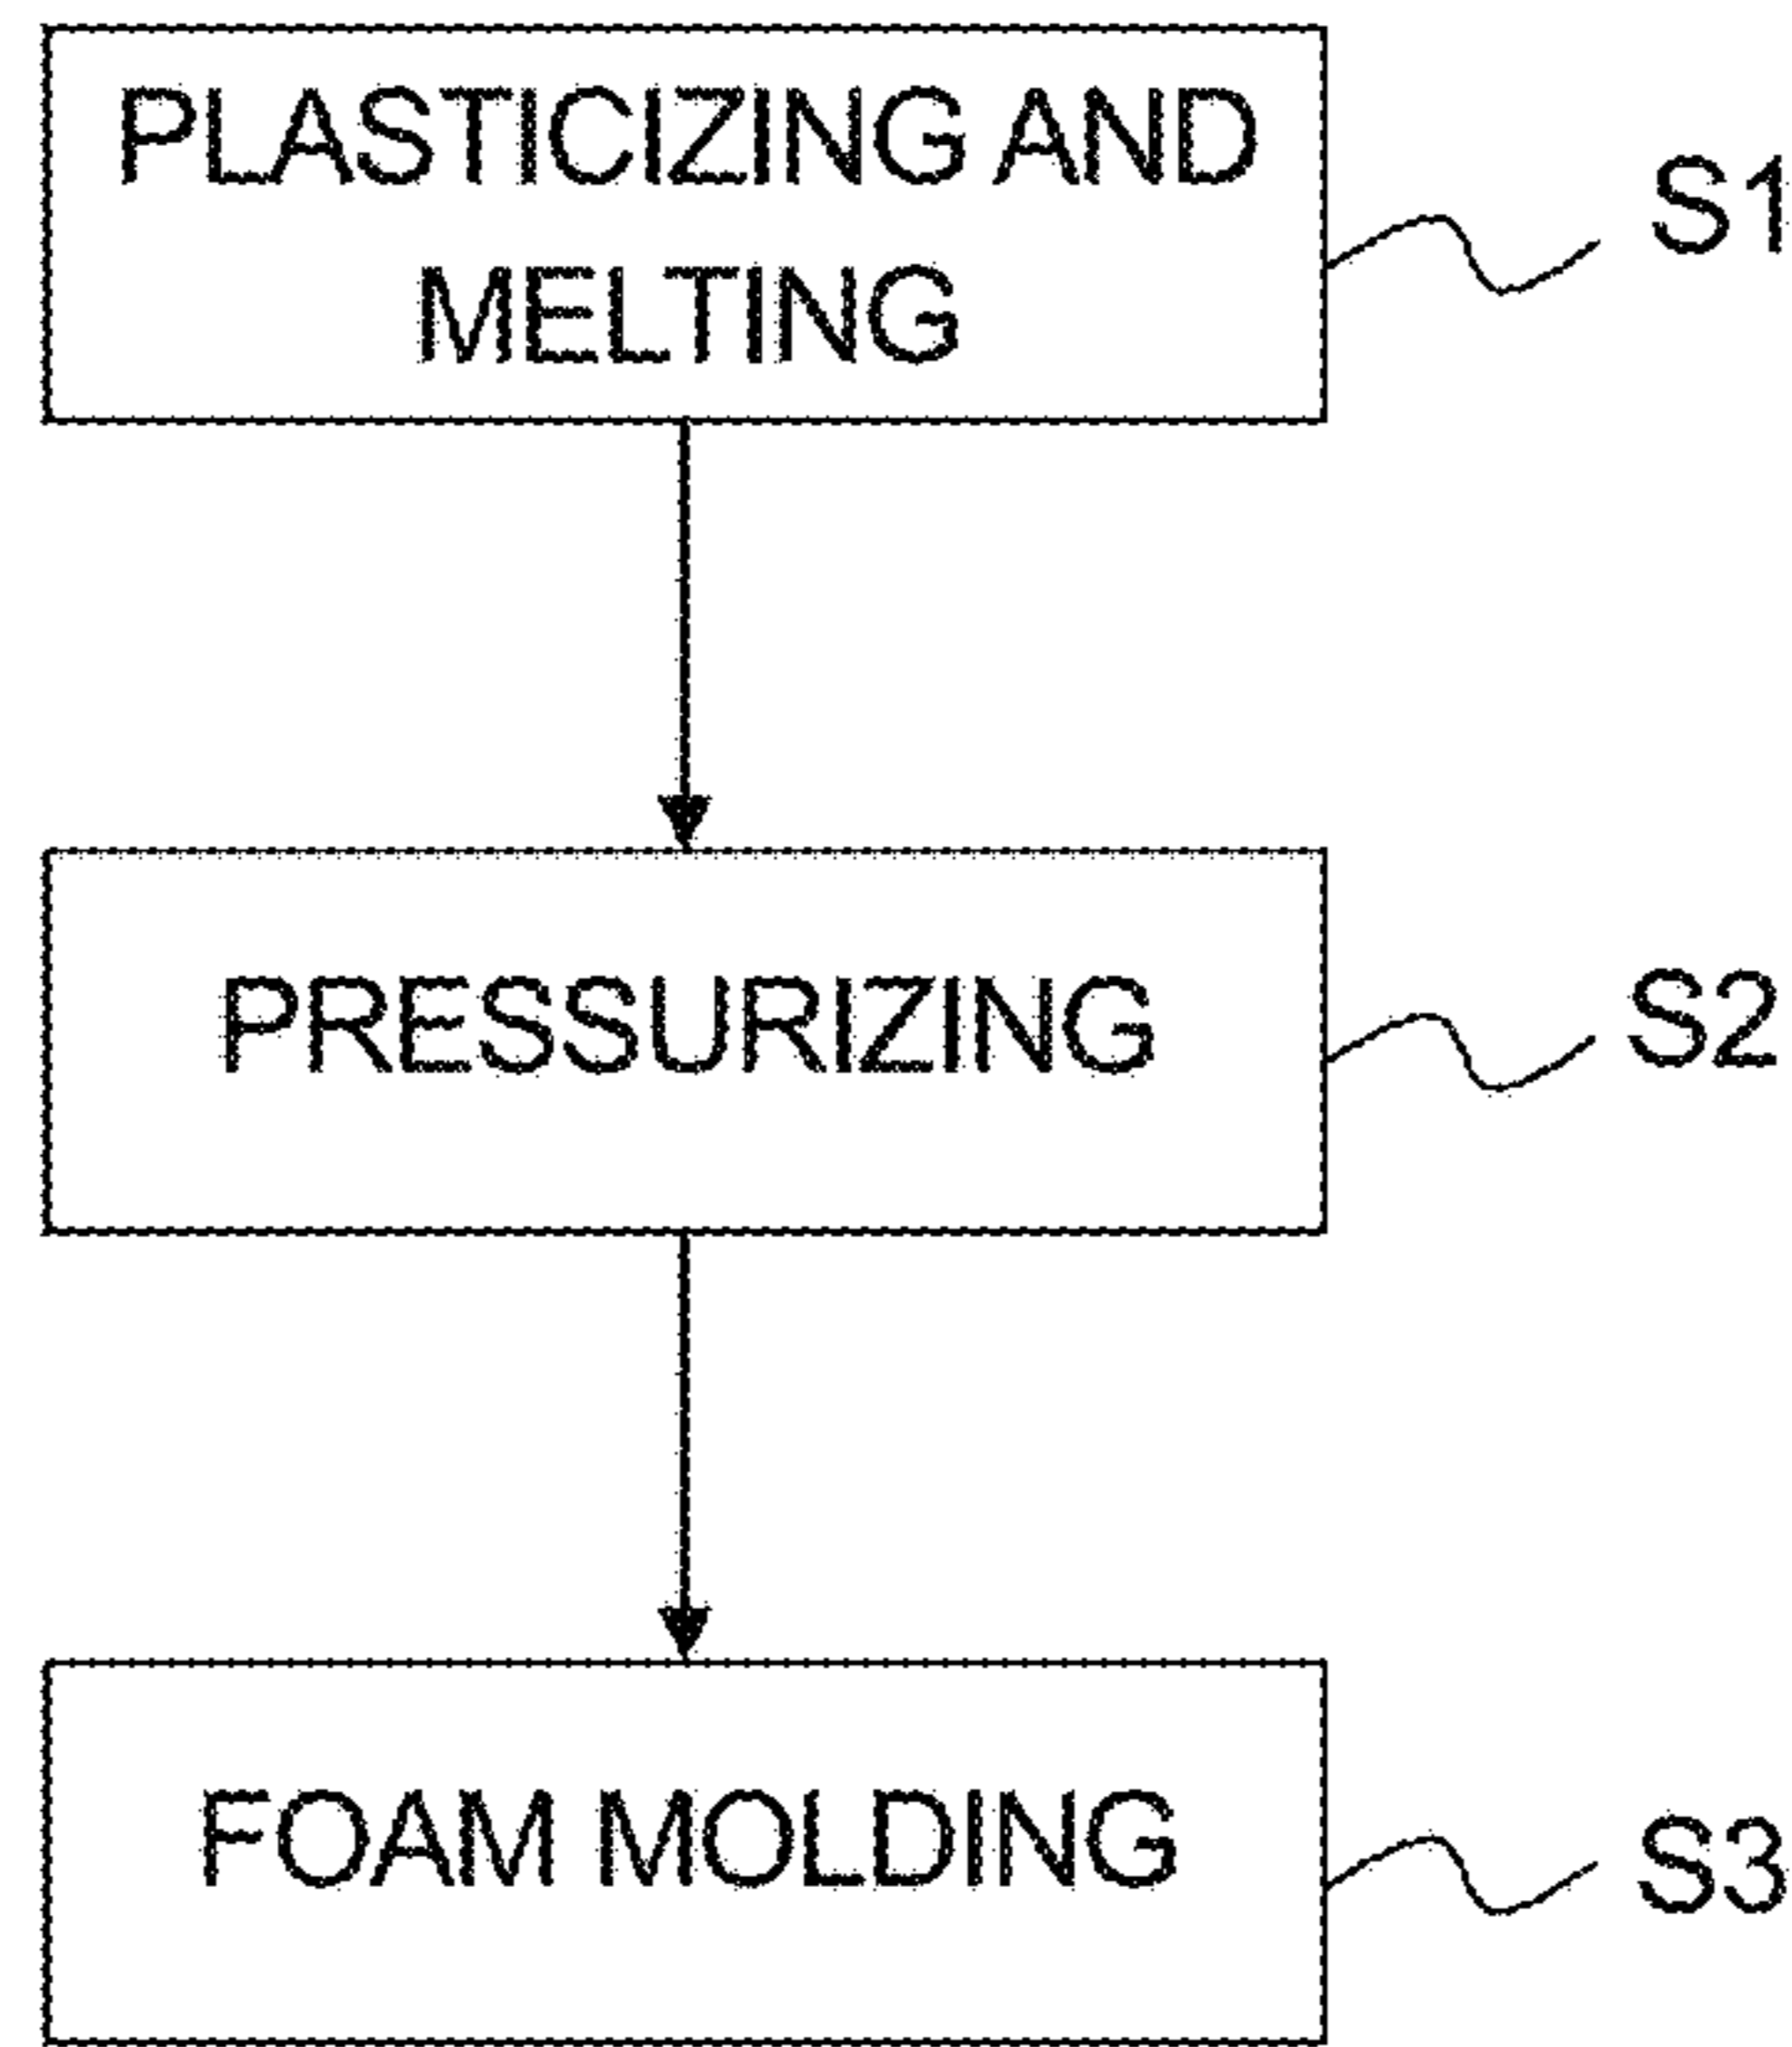 PLASTICIZING AND
MELTING
S1
PRESSURIZING
S2
FOAM MOLDING
S3